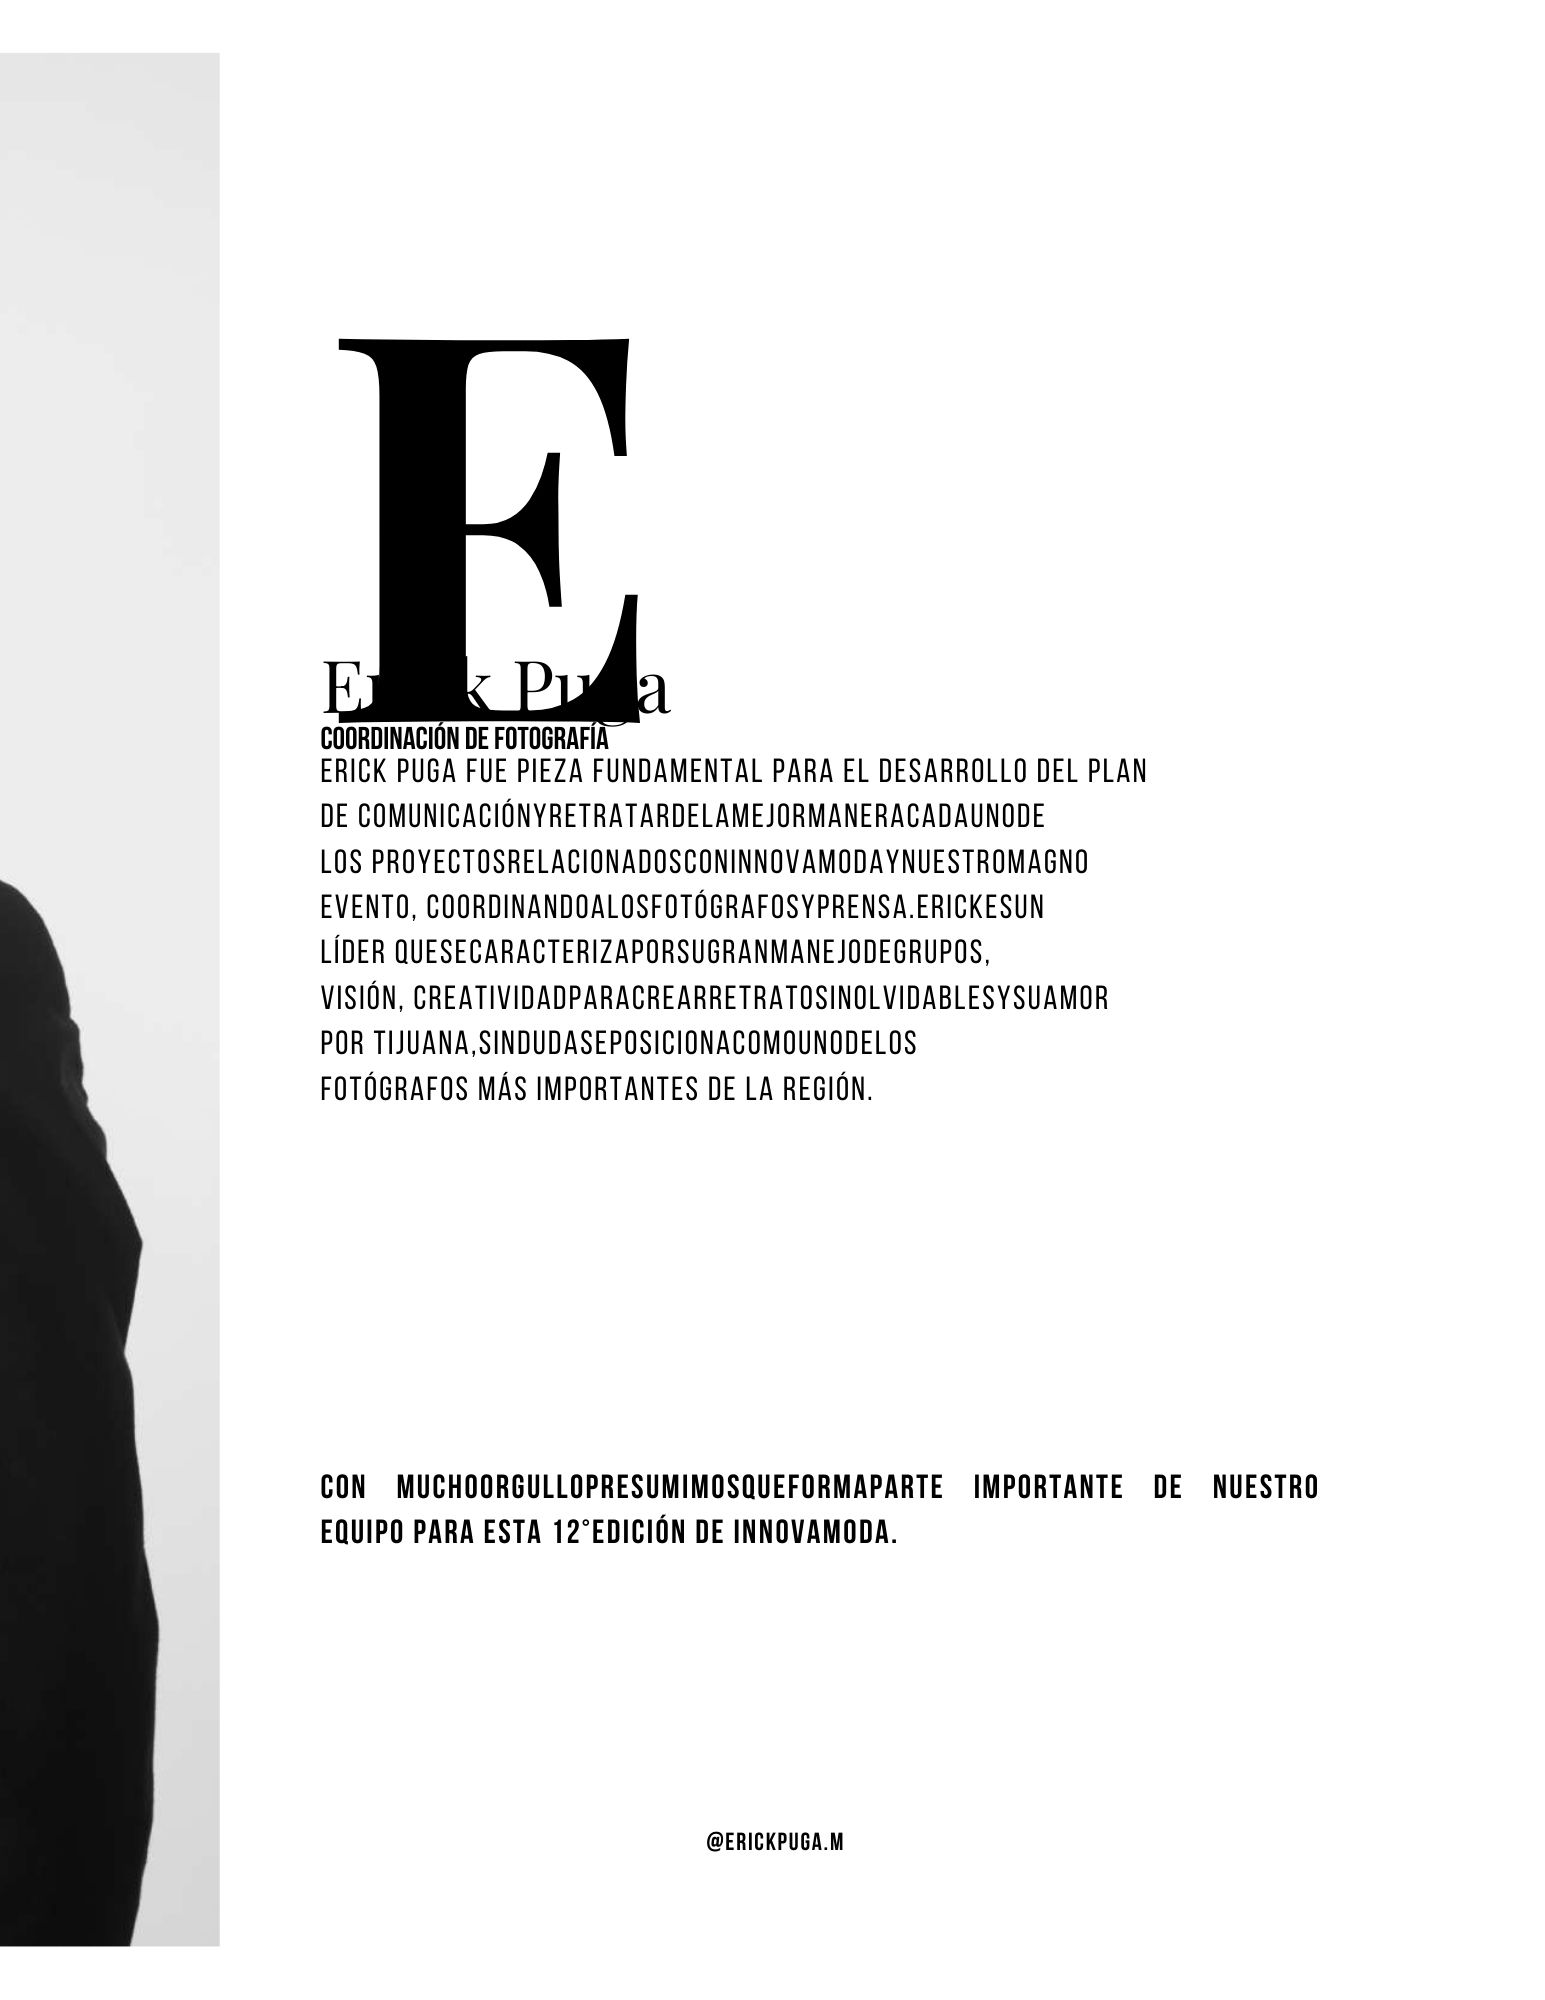 E
Erick Puga
COORDINACIÓN DE FOTOGRAFÍA
ERICK PUGA FUE PIEZA FUNDAMENTAL PARA EL DESARROLLO DEL PLAN
DE COMUNICACIÓNYRETRATARDELAMEJORMANERACADAUNODE
LOS PROYECTOSRELACIONADOSCONINNOVAMODAYNUESTROMAGNO
EVENTO, COORDINANDOALOSFOTÓGRAFOSYPRENSA.ERICKESUN
LÍDER QUESECARACTERIZAPORSUGRANMANEJODEGRUPOS,
VISIÓN, CREATIVIDADPARACREARRETRATOSINOLVIDABLESYSUAMOR
POR TIJUANA,SINDUDASEPOSICIONACOMOUNODELOS
FOTÓGRAFOS MÁS IMPORTANTES DE LA REGIÓN.
CON MUCHOORGULLOPRESUMIMOSQUEFORMAPARTE IMPORTANTE DE NUESTRO
EQUIPO PARA ESTA 12°EDICIÓN DE INNOVAMODA.
@ERICKPUGA.M